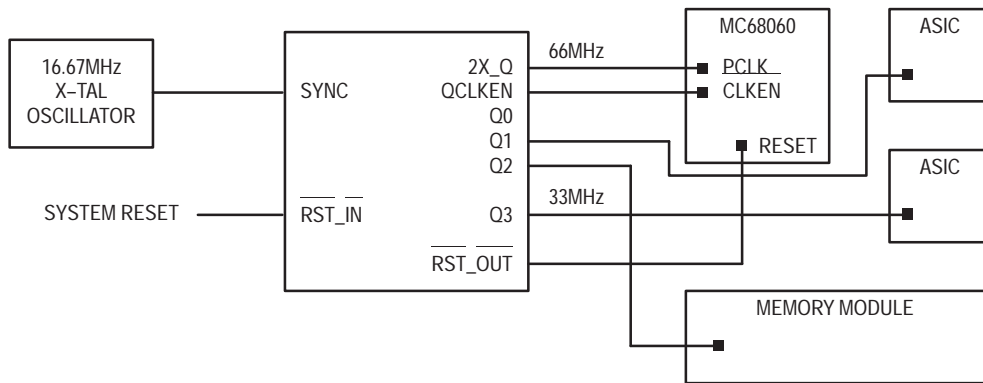 16.67MHz
X–TAL
OSCILLATOR
SYSTEM RESET
SYNC
RST_IN
2X_Q
QCLKEN
Q0
Q1
Q2
Q3
RST_OUT
66MHz
33MHz
MC68060
PCLK
CLKEN
RESET
ASIC
ASIC
MEMORY MODULE